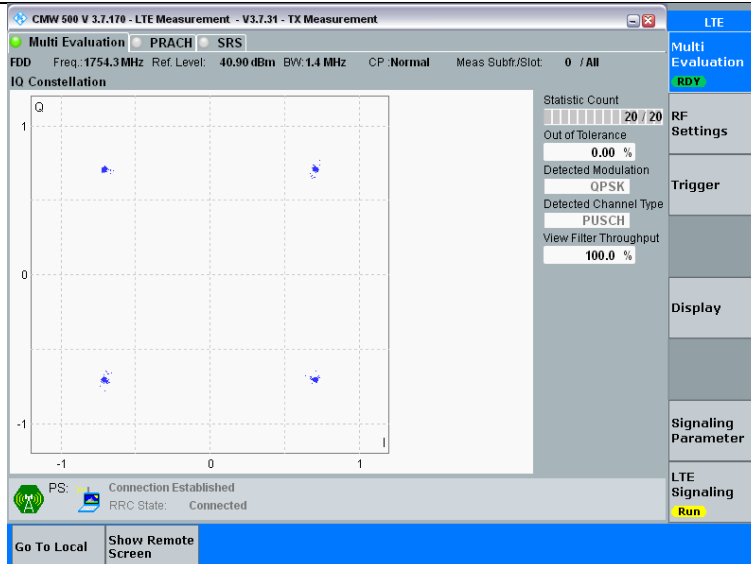 CMW 500 V 3.7.170 - LTE Measurement - V3.7.31 - TX Measurement
LTE
Multi Evaluation PRACH SRS
FDD Freq.: 1754.3 MHz Ref. Level: 40.90 dBm BW: 1.4 MHz CP : Normal Meas Subfr./Slot: 0 / All
IQ Constellation
Q
1
0
-1
I
-1 0 1
Statistic Count
20 / 20
Out of Tolerance
0.00 %
Detected Modulation
QPSK
Detected Channel Type
PUSCH
View Filter Throughput
100.0 %
Multi
Evaluation
RDY
RF
Settings
Trigger
Display
Signaling
Parameter
LTE
Signaling
Run
PS: Connection Established
RRC State: Connected
Go To Local
Show Remote
Screen